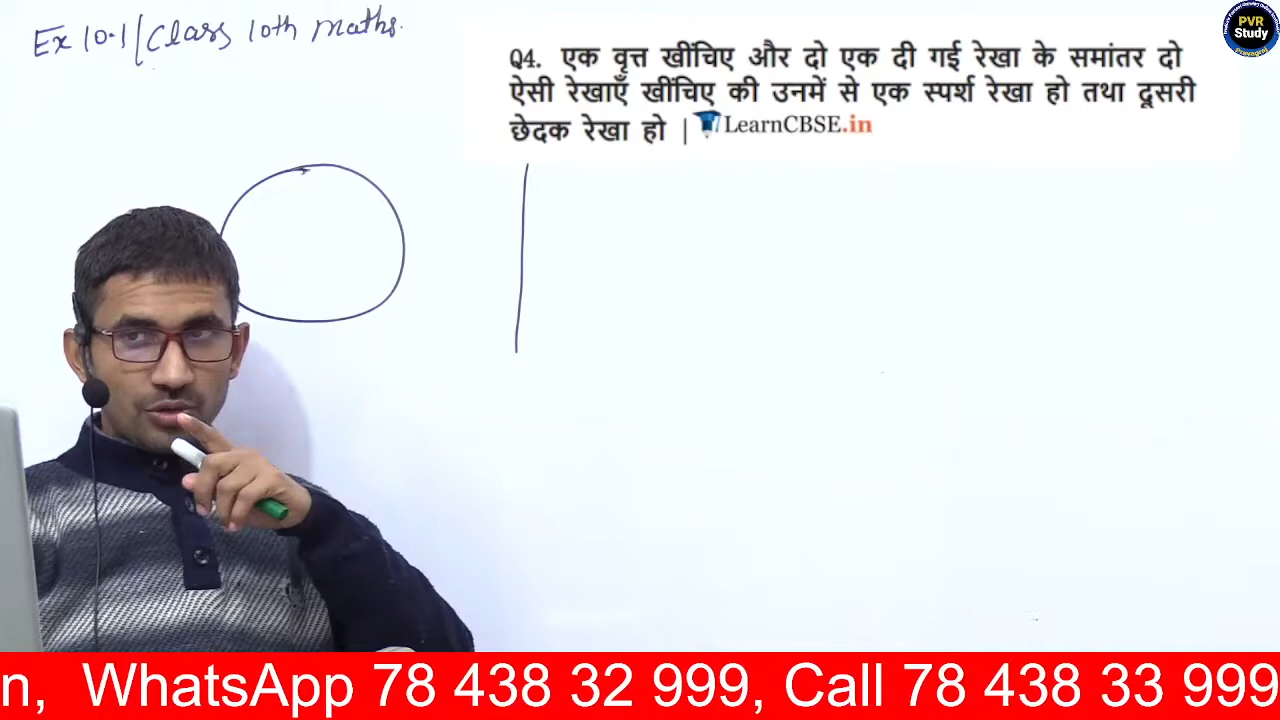 Ex 10.1 | Class 10th Maths.
Q4. एक वृत्त खींचिए और दो एक दी गई रेखा के समांतर दो
ऐसी रेखाएँ खींचिए की उनमें से एक स्पर्श रेखा हो तथा दूसरी
छेदक रेखा हो | LearnCBSE.in
PVR
Study
Prayagraj
n, WhatsApp 78 438 32 999, Call 78 438 33 999